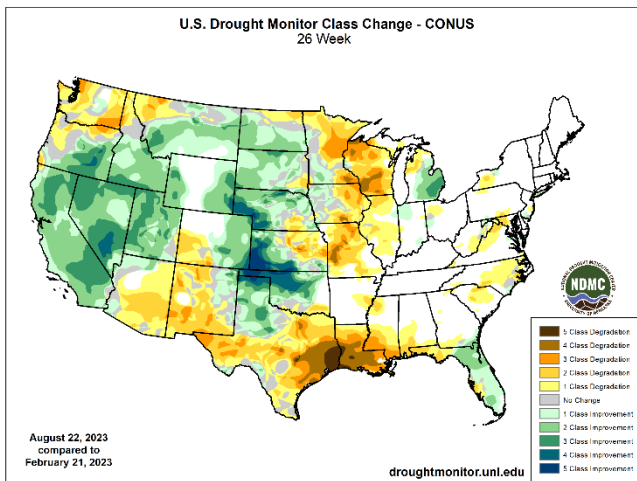 U.S. Drought Monitor Class Change - CONUS
26 Week
NDMC
5 Class Degradation
4 Class Degradation
3 Class Degradation
2 Class Degradation
1 Class Degradation
No Change
1 Class Improvement
2 Class Improvement
3 Class Improvement
4 Class Improvement
5 Class Improvement
August 22, 2023
compared to
February 21, 2023
droughtmonitor.unl.edu